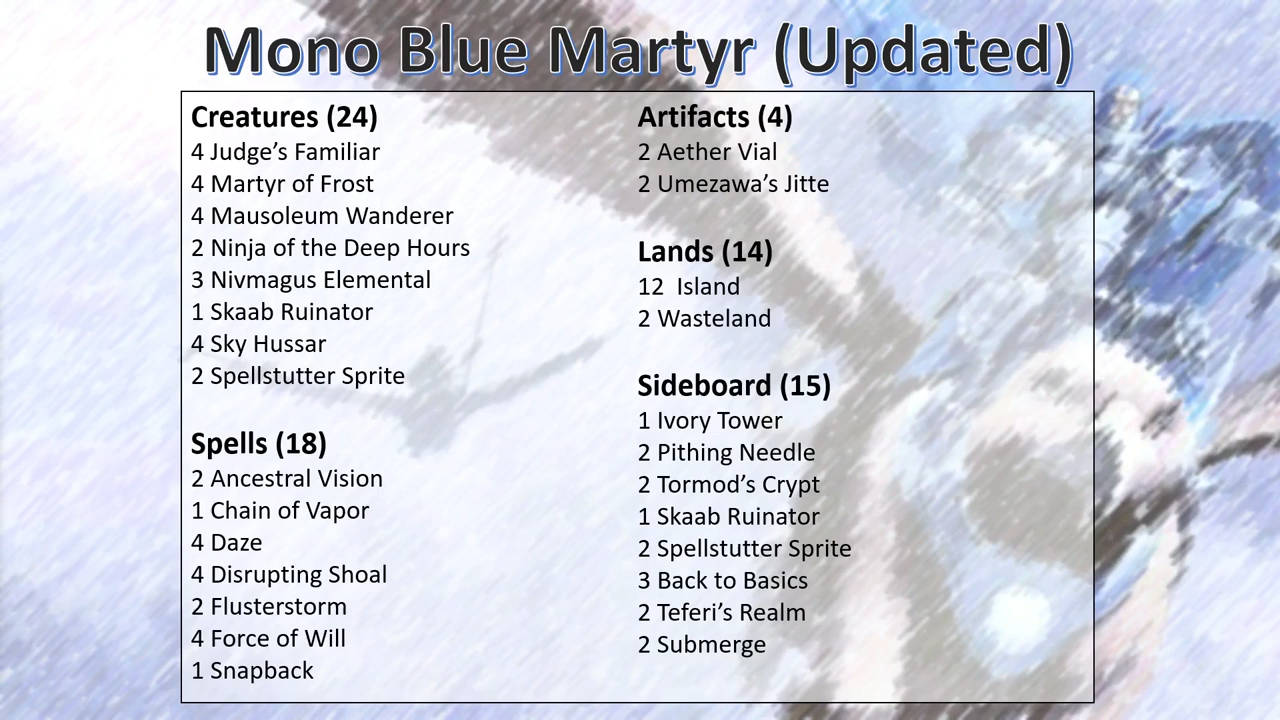 Mono Blue Martyr (Updated)
Creatures (24)
4 Judge’s Familiar
4 Martyr of Frost
4 Mausoleum Wanderer
2 Ninja of the Deep Hours
3 Nivmagus Elemental
1 Skaab Ruinator
4 Sky Hussar
2 Spellstutter Sprite
Spells (18)
2 Ancestral Vision
1 Chain of Vapor
4 Daze
4 Disrupting Shoal
2 Flusterstorm
4 Force of Will
1 Snapback
Artifacts (4)
2 Aether Vial
2 Umezawa’s Jitte
Lands (14)
12  Island
2 Wasteland
Sideboard (15)
1 Ivory Tower
2 Pithing Needle
2 Tormod’s Crypt
1 Skaab Ruinator
2 Spellstutter Sprite
3 Back to Basics
2 Teferi’s Realm
2 Submerge